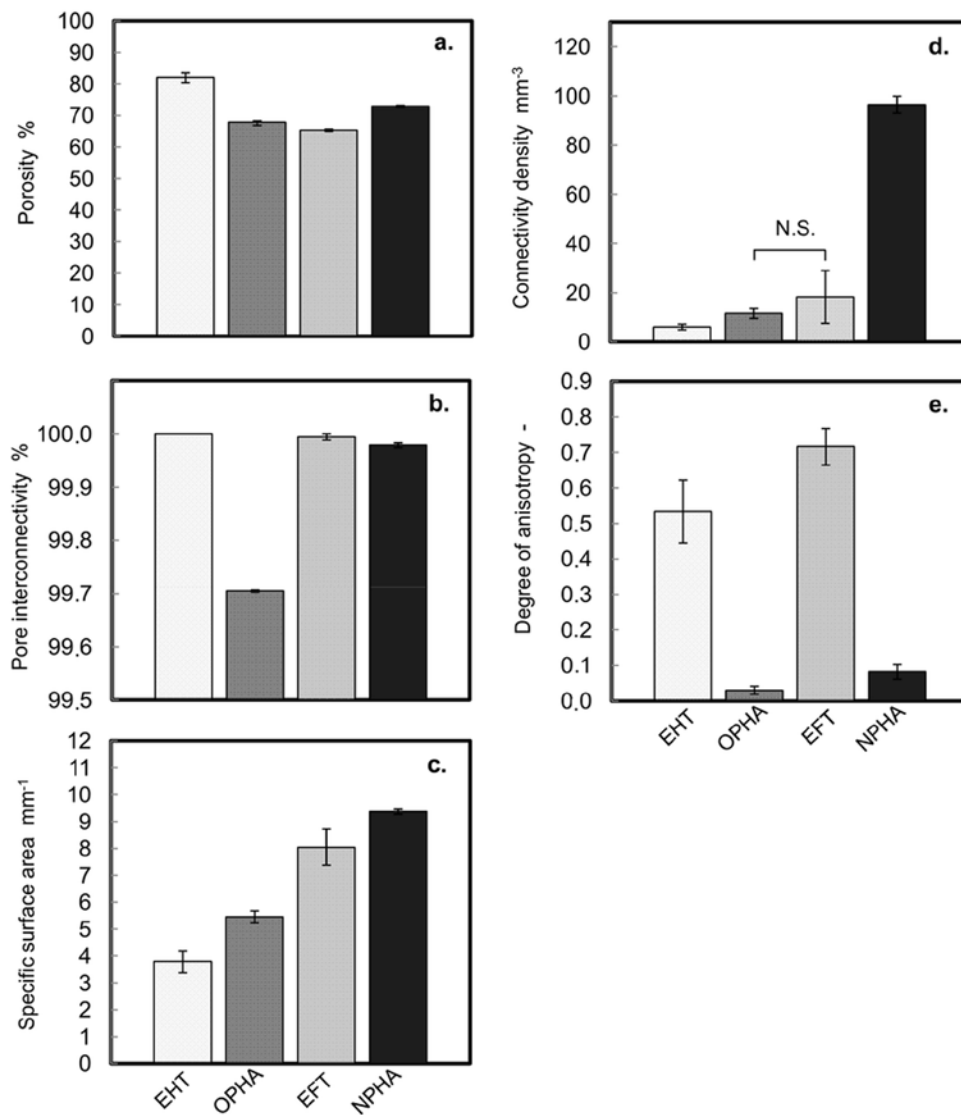 a.
Porosity %
100
90
80
70
60
50
40
30
20
10
0
b.
Pore interconnectivity %
100.0
99.9
99.8
99.7
99.6
99.5
c.
Specific surface area mm⁻¹
12
11
10
9
8
7
6
5
4
3
2
1
0
EHT
OPHA
EFT
NPHA
d.
Connectivity density mm⁻³
120
100
80
60
40
20
0
N.S.
e.
Degree of anisotropy -
0.9
0.8
0.7
0.6
0.5
0.4
0.3
0.2
0.1
0.0
EHT
OPHA
EFT
NPHA